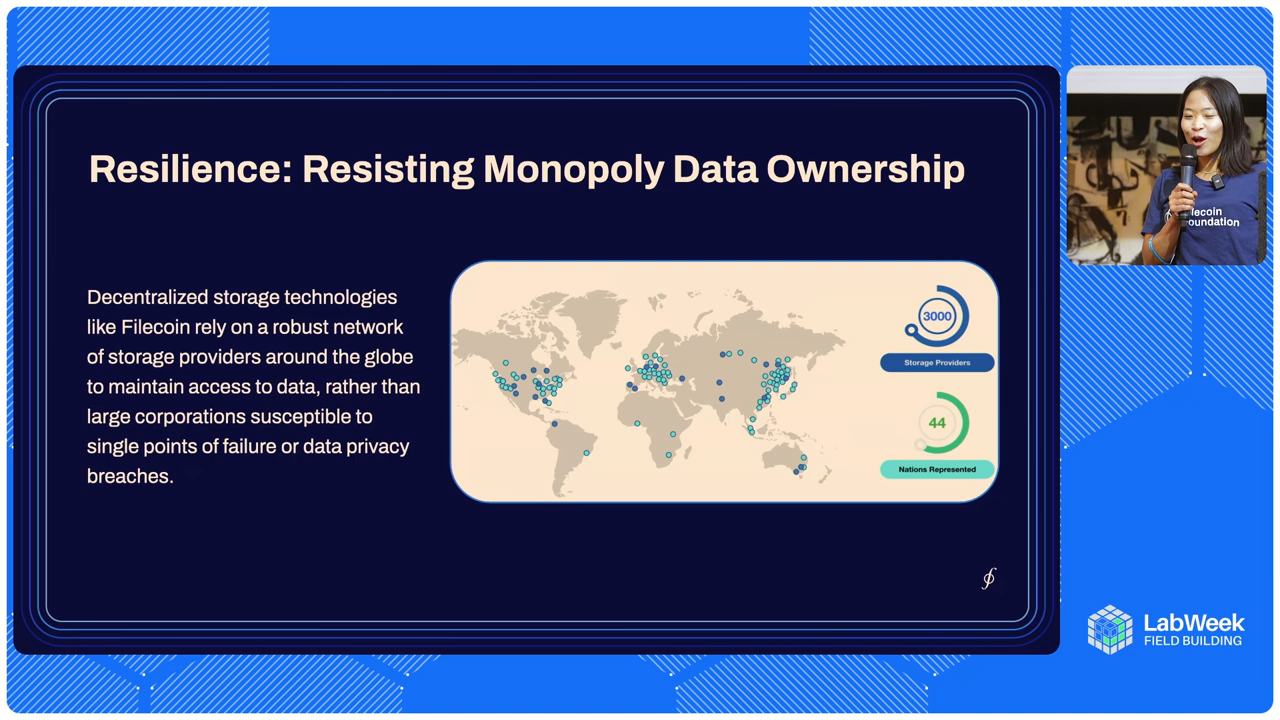 Resilience: Resisting Monopoly Data Ownership
Decentralized storage technologies
like Filecoin rely on a robust network
of storage providers around the globe
to maintain access to data, rather than
large corporations susceptible to
single points of failure or data privacy
breaches.
3000
Storage Providers
44
Nations Represented
lecoin
oundation
LabWeek
FIELD BUILDING